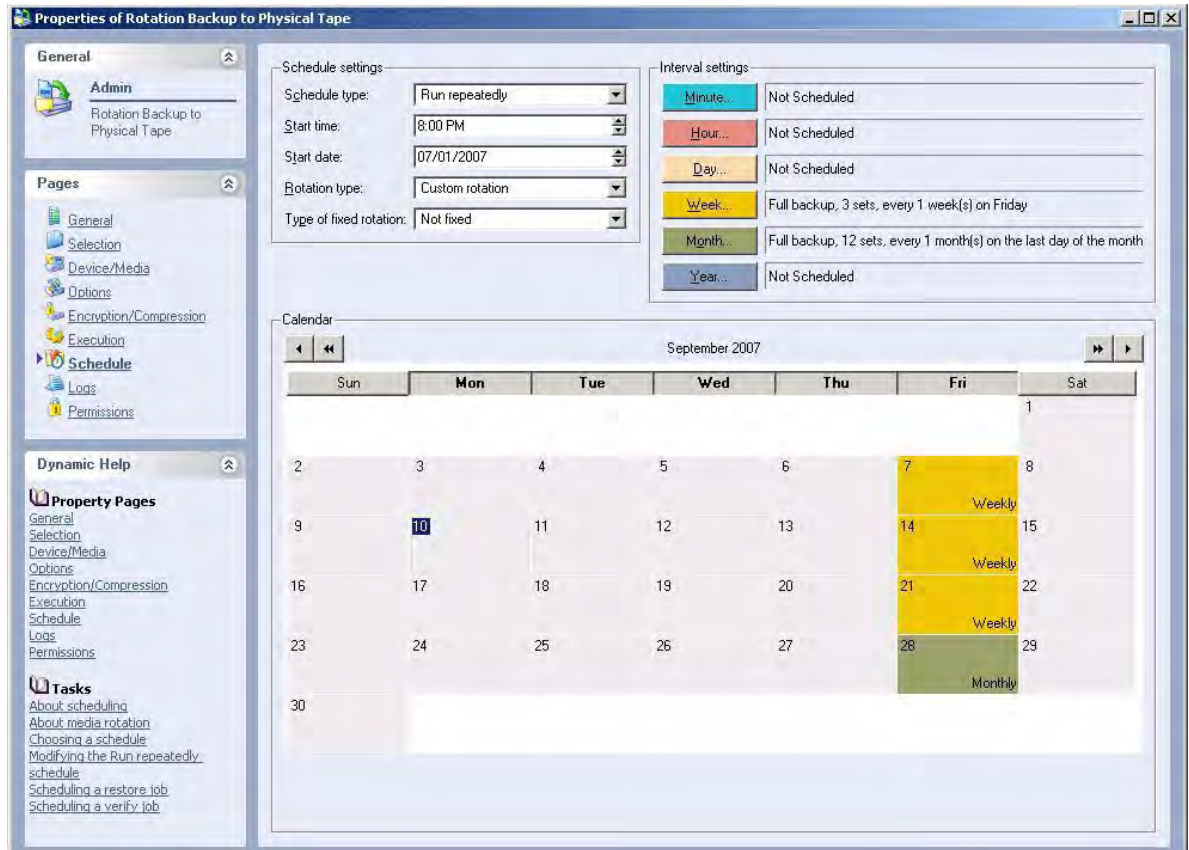 Properties of Rotation Backup to Physical Tape
General
Admin
Rotation Backup to
Physical Tape
Pages
General
Selection
Device/Media
Options
Encryption/Compression
Execution
Schedule
Logs
Permissions
Dynamic Help
Property Pages
General
Selection
Device/Media
Options
Encryption/Compression
Execution
Schedule
Logs
Permissions
Tasks
About scheduling
About media rotation
Choosing a schedule
Modifying the Run repeatedly
schedule
Scheduling a restore job
Scheduling a verify job
Schedule settings
Schedule type: Run repeatedly
Start time: 8:00 PM
Start date: 07/01/2007
Rotation type: Custom rotation
Type of fixed rotation: Not fixed
Interval settings
Minute... Not Scheduled
Hour... Not Scheduled
Day... Not Scheduled
Week... Full backup, 3 sets, every 1 week(s) on Friday
Month... Full backup, 12 sets, every 1 month(s) on the last day of the month
Year... Not Scheduled
Calendar
September 2007
Sun Mon Tue Wed Thu Fri Sat
1
2 3 4 5 6 7 8
Weekly
9 10 11 12 13 14 15
Weekly
16 17 18 19 20 21 22
Weekly
23 24 25 26 27 28 29
Monthly
30